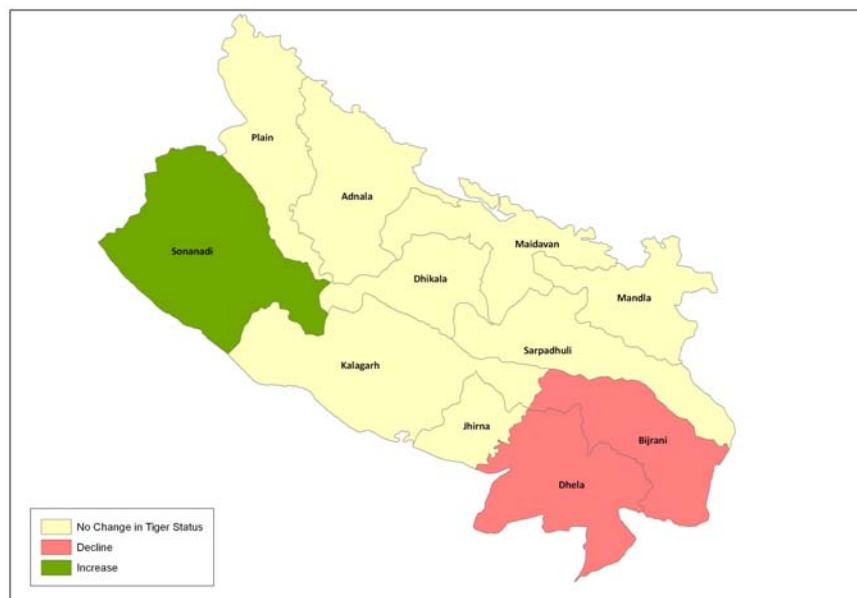 Plain
Adnala
Sonanadi
Maidavan
Dhikala
Mandla
Sarpadhuli
Kalagarh
Jhirna
Bijrani
Dhela
No Change in Tiger Status
Decline
Increase